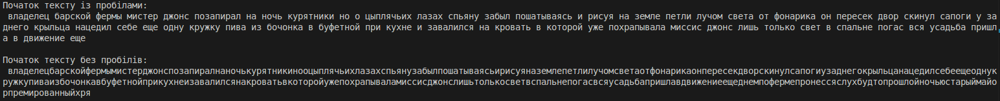 Початок тексту із пробілами:
владелец барской фермы мистер джонс позапирал на ночь курятники но о цыплячьих лазах спьяну забыл пошатываясь и рисуя на земле петли лучом света от фонарика он пересек двор скинул сапоги у за
днего крыльца нацедил себе еще одну кружку пива из бочонка в буфетной при кухне и завалился на кровать в которой уже похрапывала миссис джонс лишь только свет в спальне погас вся усадьба пришл
а в движение еще
Початок тексту без пробілів:
владелецбарскойфермымистерджонспозапиралнаночькурятникинооцыплячьихлазахспьянузабылпошатываясьирисуяназемлепетлилучомсветаотфонарикаонпересекдворскинулсапогиузаднегокрыльцанацедилсебеещеоднук
ружкупиваизбочонкавбуфетнойприкухнеизавалилсянакроватьвкоторойужепохрапываламиссисджонслишьтолькосветвспальнепогасвсяусадьбапришлавдвижениеещеднемпофермепронессяслухбудтопрошлойночьюстарыймайо
рпремированныйхря